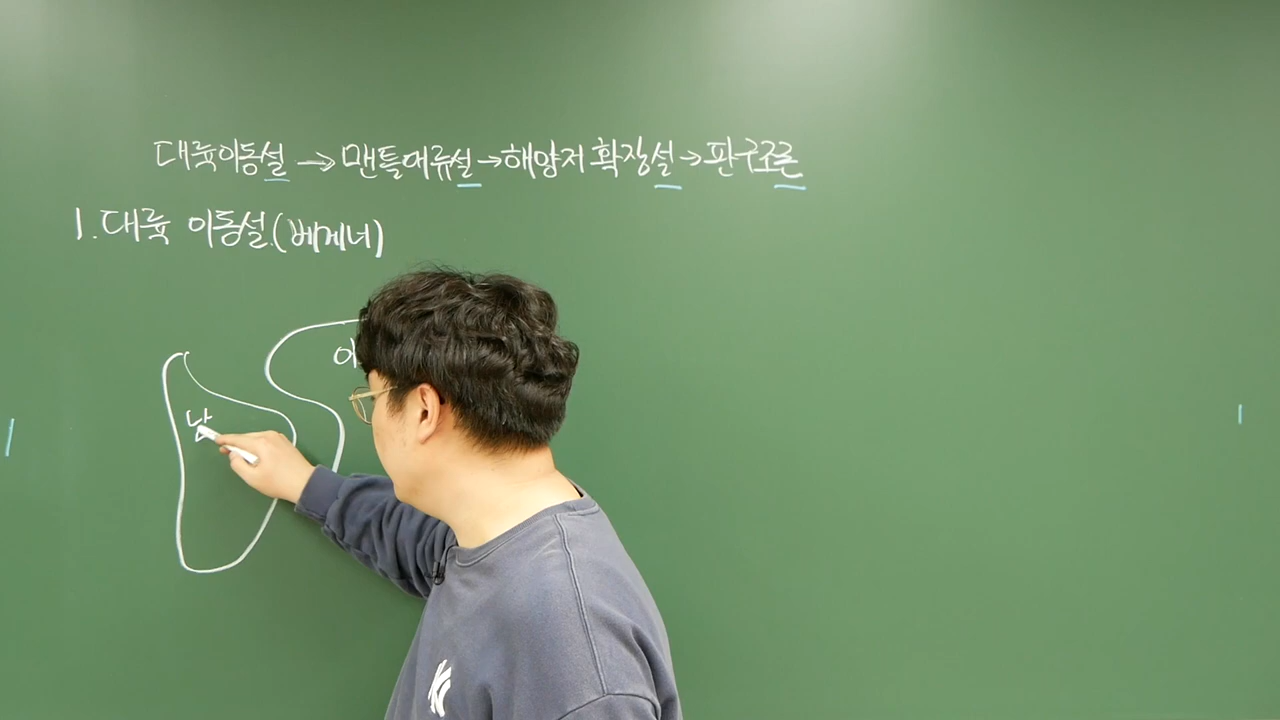 대륙이동설 → 맨틀대류설 → 해양저 확장설 → 판구조론
1. 대륙 이동설.(베게너)
남